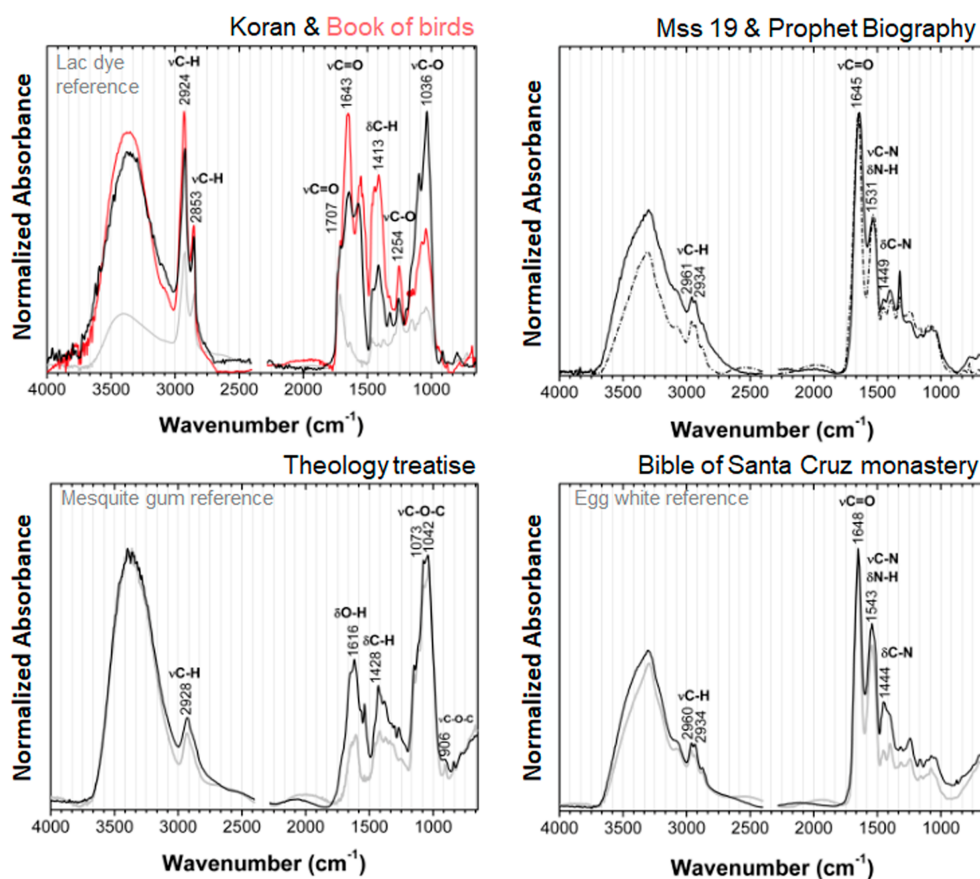 Koran & Book of birds
Lac dye
reference
νC-H
2924
νC-H
2853
νC=O
1643
νC=O
1707
δC-H
1413
νC-O
1254
νC-O
1036
Normalized Absorbance
4000 3500 3000 2500 2000 1500 1000
Wavenumber (cm⁻¹)
Mss 19 & Prophet Biography
νC=O
1645
νC-N
δN-H
1531
δC-N
1449
νC-H
2961
2934
Normalized Absorbance
4000 3500 3000 2500 2000 1500 1000
Wavenumber (cm⁻¹)
Theology treatise
Mesquite gum reference
νC-H
2928
δO-H
1616
δC-H
1428
νC-O-C
1073
1042
νC-O-C
906
Normalized Absorbance
4000 3500 3000 2500 2000 1500 1000
Wavenumber (cm⁻¹)
Bible of Santa Cruz monastery
Egg white reference
νC=O
1648
νC-N
δN-H
1543
δC-N
1444
νC-H
2960
2934
Normalized Absorbance
4000 3500 3000 2500 2000 1500 1000
Wavenumber (cm⁻¹)